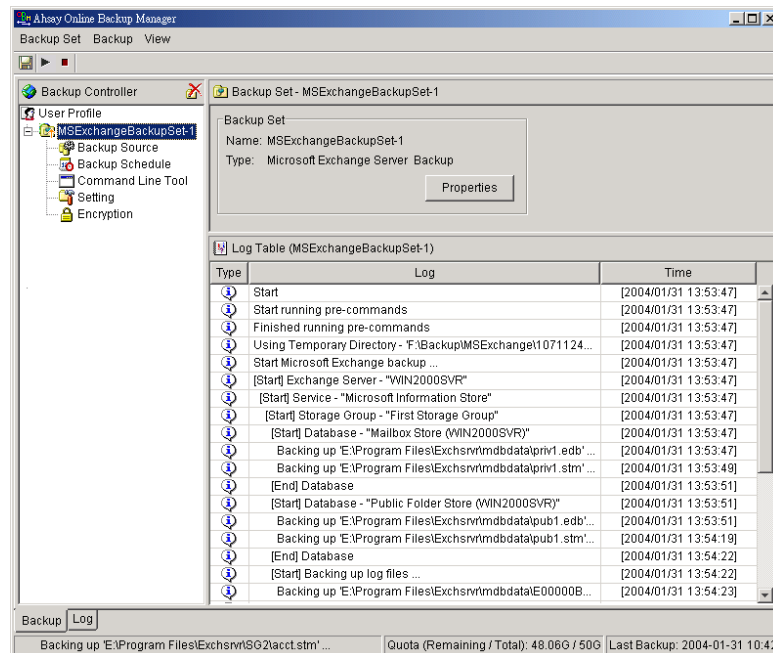 Ahsay Online Backup Manager
Backup Set Backup View
Backup Controller
User Profile
MSExchangeBackupSet-1
Backup Source
Backup Schedule
Command Line Tool
Setting
Encryption
Backup Set - MSExchangeBackupSet-1
Backup Set
Name: MSExchangeBackupSet-1
Type: Microsoft Exchange Server Backup
Properties
Log Table (MSExchangeBackupSet-1)
Type Log Time
Start [2004/01/31 13:53:47]
Start running pre-commands [2004/01/31 13:53:47]
Finished running pre-commands [2004/01/31 13:53:47]
Using Temporary Directory - 'F:\Backup\MSExchange\1071124... [2004/01/31 13:53:47]
Start Microsoft Exchange backup ... [2004/01/31 13:53:47]
[Start] Exchange Server - "WIN2000SVR" [2004/01/31 13:53:47]
[Start] Service - "Microsoft Information Store" [2004/01/31 13:53:47]
[Start] Storage Group - "First Storage Group" [2004/01/31 13:53:47]
[Start] Database - "Mailbox Store (WIN2000SVR)" [2004/01/31 13:53:47]
Backing up 'E:\Program Files\Exchsrvr\mdbdata\priv1.edb'... [2004/01/31 13:53:47]
Backing up 'E:\Program Files\Exchsrvr\mdbdata\priv1.stm'... [2004/01/31 13:53:49]
[End] Database [2004/01/31 13:53:51]
[Start] Database - "Public Folder Store (WIN2000SVR)" [2004/01/31 13:53:51]
Backing up 'E:\Program Files\Exchsrvr\mdbdata\pub1.edb'... [2004/01/31 13:53:51]
Backing up 'E:\Program Files\Exchsrvr\mdbdata\pub1.stm'... [2004/01/31 13:54:19]
[End] Database [2004/01/31 13:54:22]
[Start] Backing up log files ... [2004/01/31 13:54:22]
Backing up 'E:\Program Files\Exchsrvr\mdbdata\E00000B... [2004/01/31 13:54:23]
Backup Log
Backing up 'E:\Program Files\Exchsrvr\SG2\acct.stm' ... Quota (Remaining / Total): 48.06G / 50G Last Backup: 2004-01-31 10:42